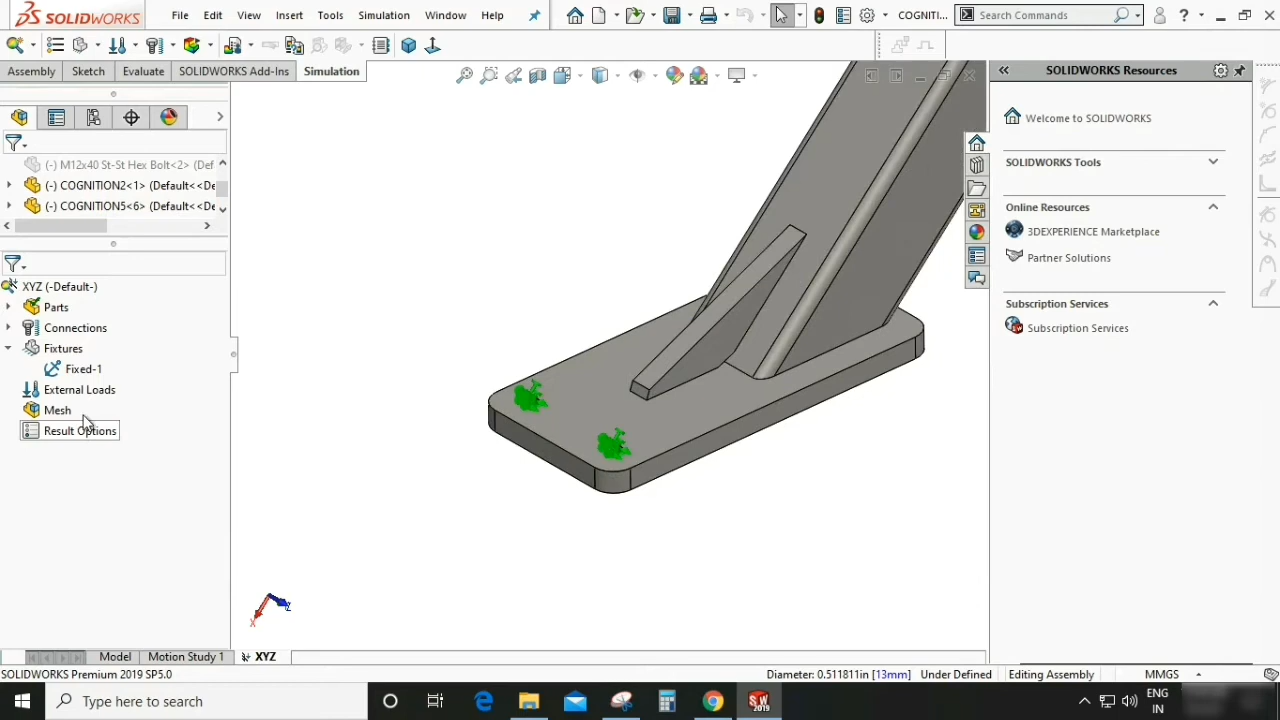 SOLIDWORKS
File Edit View Insert Tools Simulation Window Help
COGNITI...
Search Commands
?
Assembly Sketch Evaluate SOLIDWORKS Add-Ins Simulation
SOLIDWORKS Resources
Welcome to SOLIDWORKS
SOLIDWORKS Tools
Online Resources
3DEXPERIENCE Marketplace
Partner Solutions
Subscription Services
Subscription Services
(-) M12x40 St-St Hex Bolt<2> (Def
(-) COGNITION2<1> (Default<<De
(-) COGNITION5<6> (Default<<De
XYZ (-Default-)
Parts
Connections
Fixtures
Fixed-1
External Loads
Mesh
Result Options
X
Z
Model Motion Study 1 XYZ
SOLIDWORKS Premium 2019 SP5.0
Diameter: 0.511811in [13mm] Under Defined Editing Assembly MMGS
Type here to search
SW
2019
ENG
IN